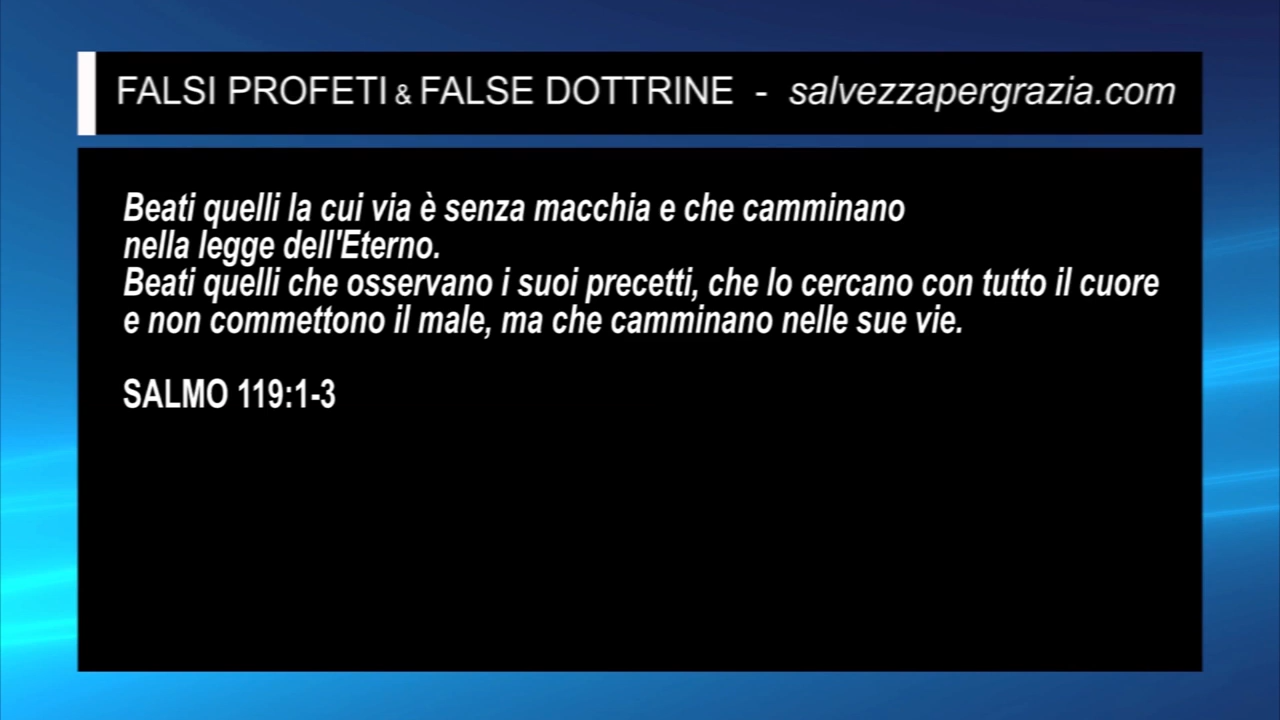 FALSI PROFETI & FALSE DOTTRINE - salvezzapergrazia.com
Beati quelli la cui via è senza macchia e che camminano
nella legge dell'Eterno.
Beati quelli che osservano i suoi precetti, che lo cercano con tutto il cuore
e non commettono il male, ma che camminano nelle sue vie.
SALMO 119:1-3